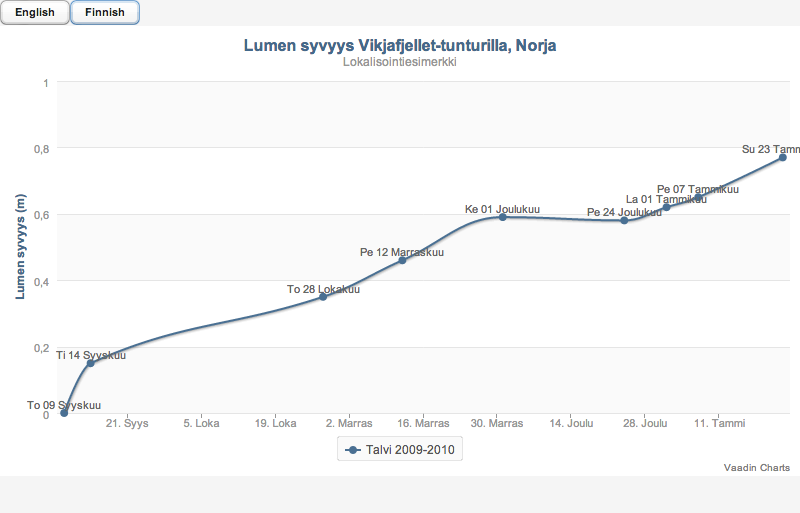 English Finnish
Lumen syvyys Vikjafjellet-tunturilla, Norja
Lokalisointiesimerkki
Lumen syvyys (m)
1
0,8
0,6
0,4
0,2
0
Su 23 Tamm
Pe 07 Tammikuu
La 01 Tammikuu
Ke 01 Joulukuu
Pe 24 Joulukuu
Pe 12 Marraskuu
To 28 Lokakuu
Ti 14 Syyskuu
To 09 Syyskuu
21. Syys 5. Loka 19. Loka 2. Marras 16. Marras 30. Marras 14. Joulu 28. Joulu 11. Tammi
Talvi 2009-2010
Vaadin Charts